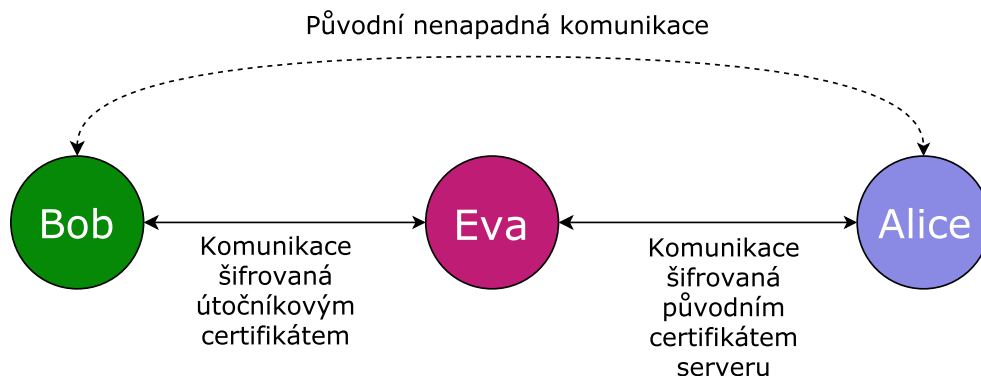 Původní nenapadná komunikace
Bob
Eva
Alice
Komunikace
šifrovaná
útočníkovým
certifikátem
Komunikace
šifrovaná
původním
certifikátem
serveru